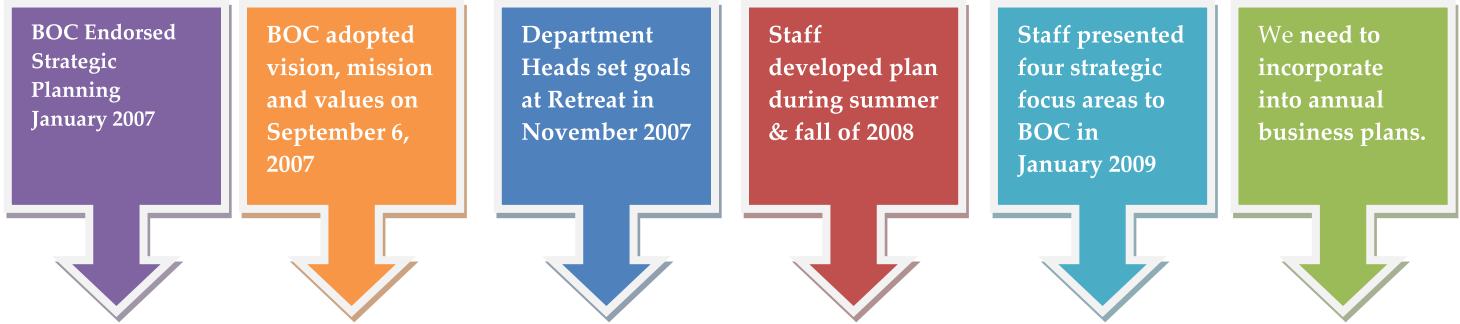 BOC Endorsed
Strategic
Planning
January 2007
BOC adopted
vision, mission
and values on
September 6,
2007
Department
Heads set goals
at Retreat in
November 2007
Staff
developed plan
during summer
& fall of 2008
Staff presented
four strategic
focus areas to
BOC in
January 2009
We need to
incorporate
into annual
business plans.